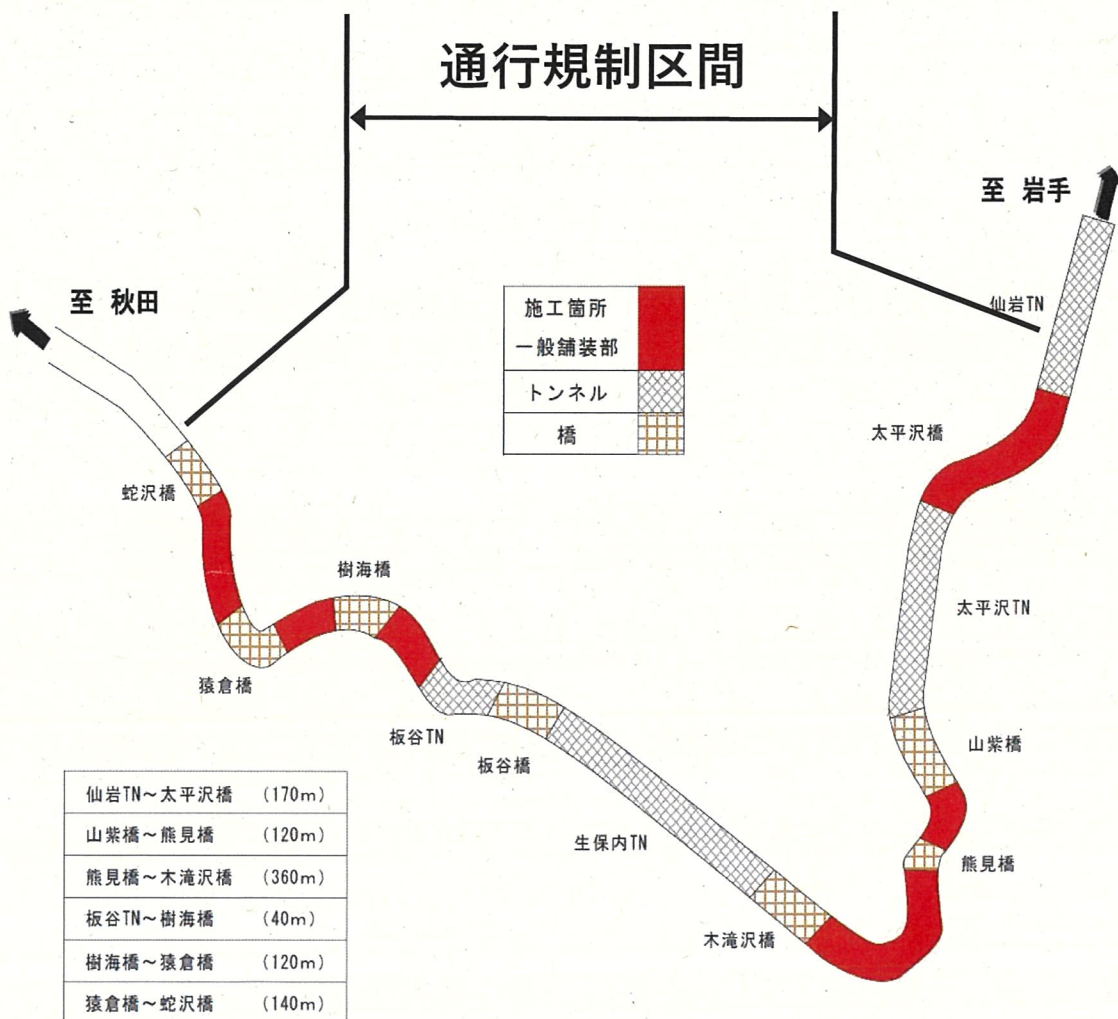 通行規制区間
至 岩手
至 秋田
仙岩TN
施工箇所
一般舗装部
トンネル
橋
太平沢橋
蛇沢橋
樹海橋
太平沢TN
猿倉橋
板谷TN
山紫橋
板谷橋
生保内TN
熊見橋
木滝沢橋
仙岩TN～太平沢橋 (170m)
山紫橋～熊見橋 (120m)
熊見橋～木滝沢橋 (360m)
板谷TN～樹海橋 (40m)
樹海橋～猿倉橋 (120m)
猿倉橋～蛇沢橋 (140m)